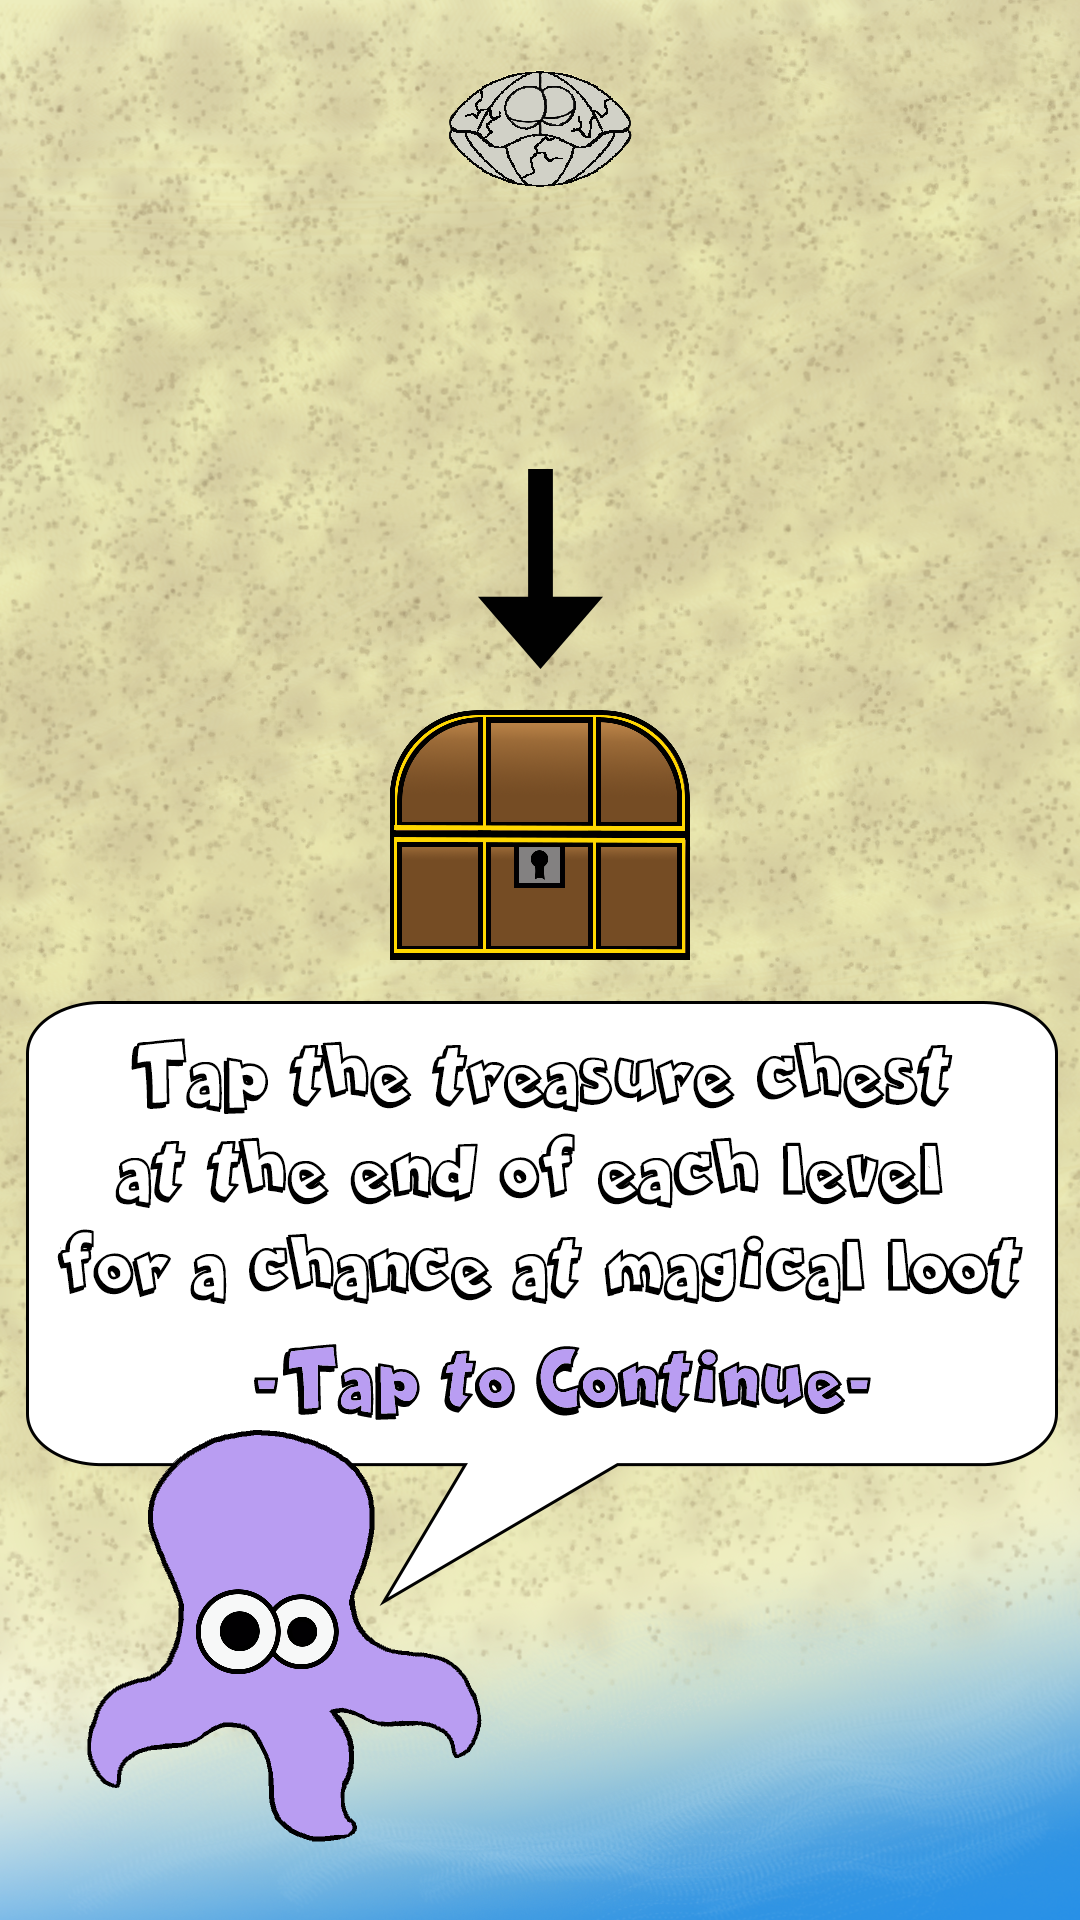 Tap the treasure chest
at the end of each level
for a chance at magical loot
-Tap to Continue-